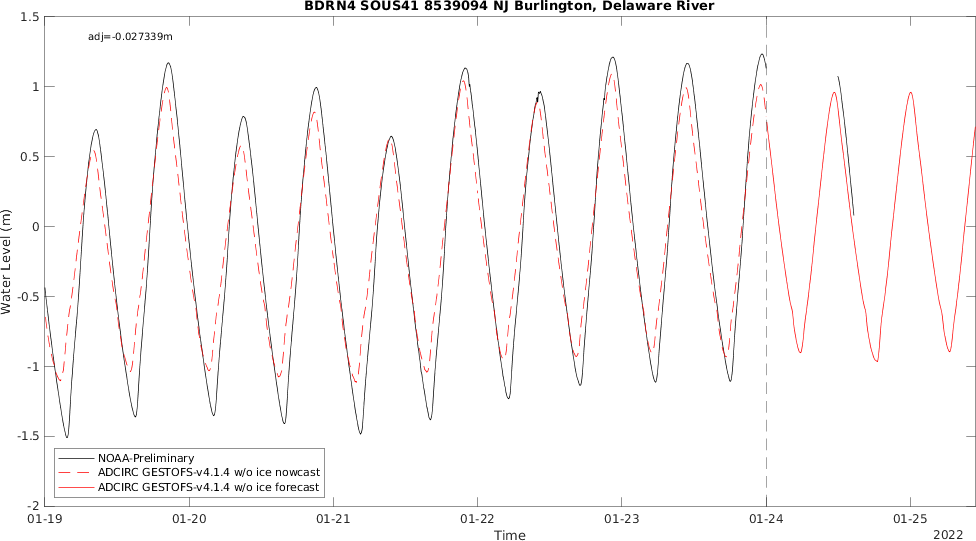 BDRN4 SOUS41 8539094 NJ Burlington, Delaware River
adj=-0.027339m
1.5
1
0.5
0
-0.5
-1
-1.5
-2
Water Level (m)
NOAA-Preliminary
ADCIRC GESTOFS-v4.1.4 w/o ice nowcast
ADCIRC GESTOFS-v4.1.4 w/o ice forecast
01-19 01-20 01-21 01-22 01-23 01-24 01-25
Time
2022